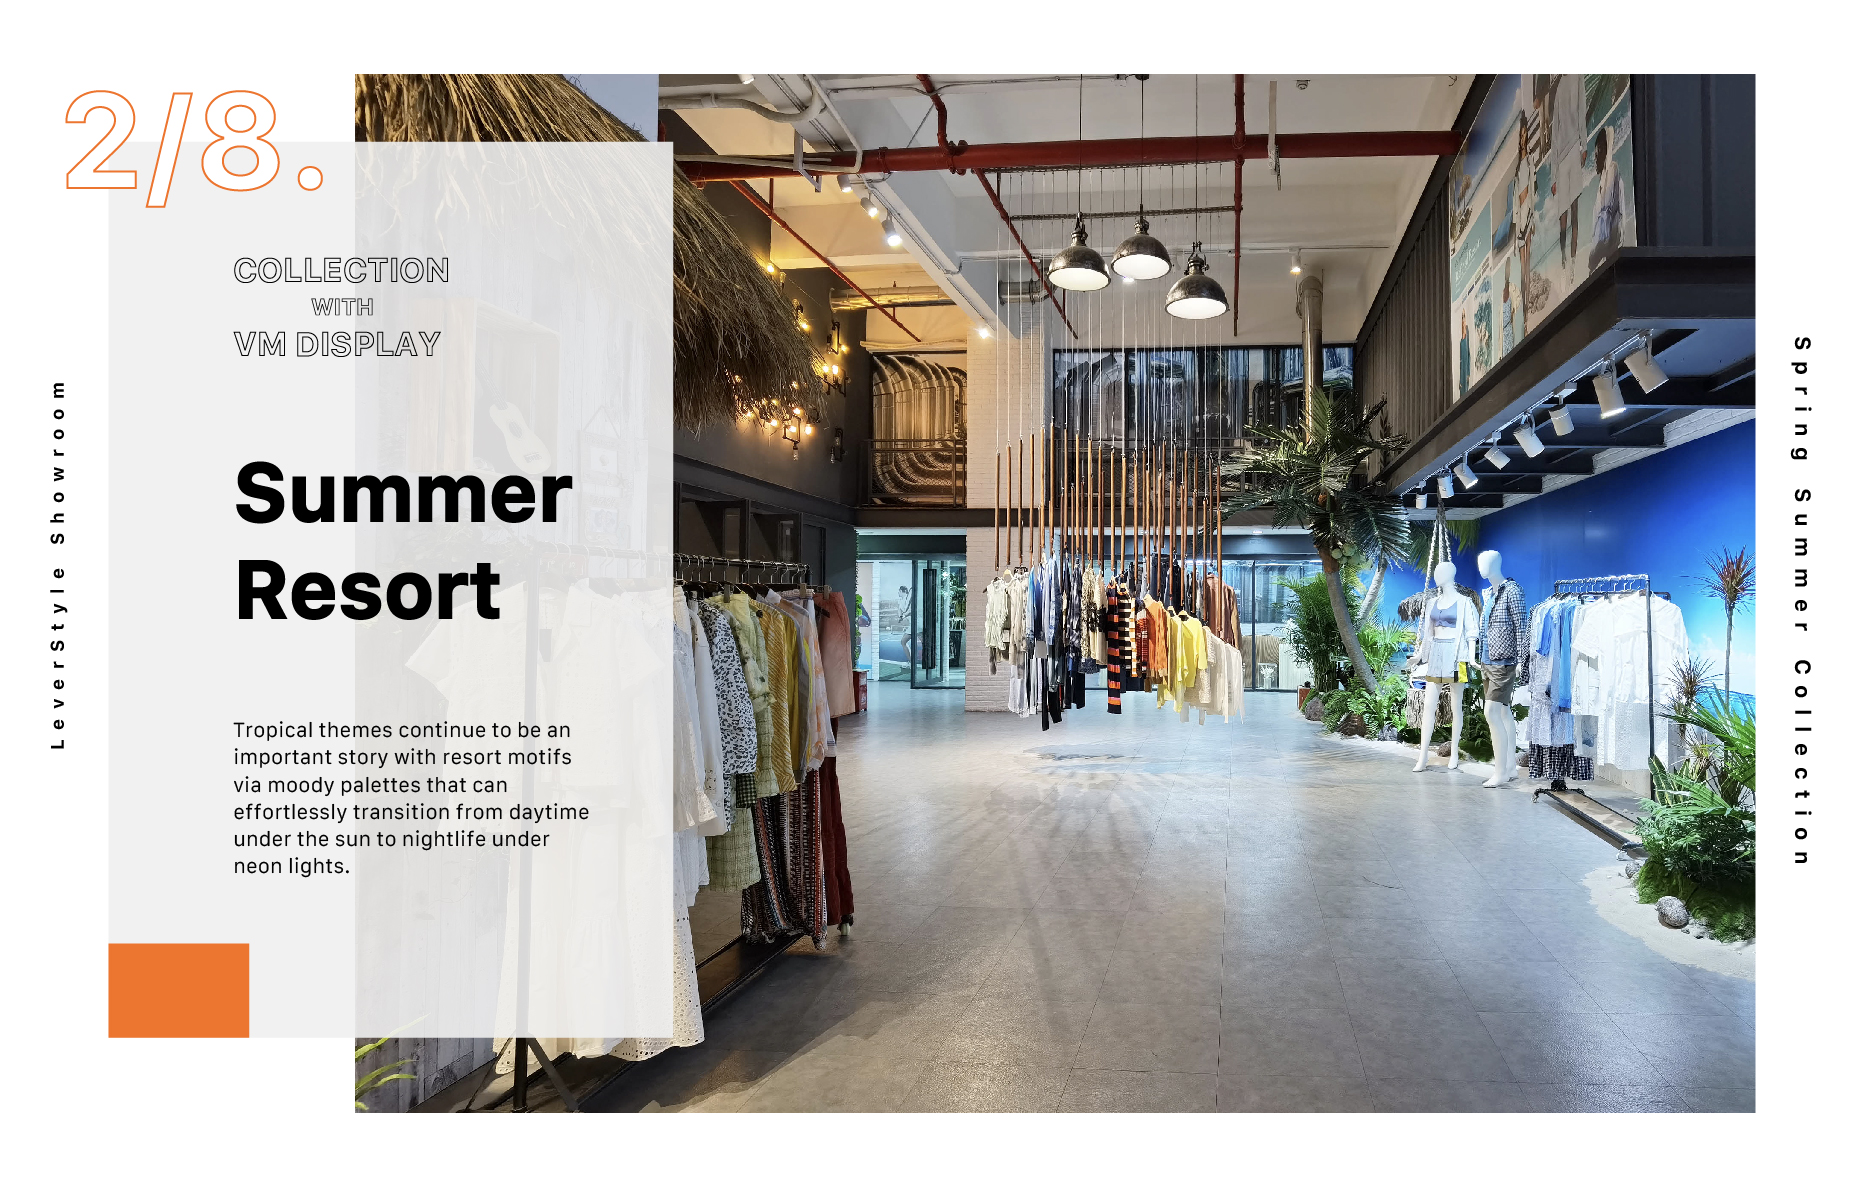 2/8.
COLLECTION
WITH
VM DISPLAY
Summer
Resort
Tropical themes continue to be an
important story with resort motifs
via moody palettes that can
effortlessly transition from daytime
under the sun to nightlife under
neon lights.
LeverStyle Showroom
Spring Summer Collection